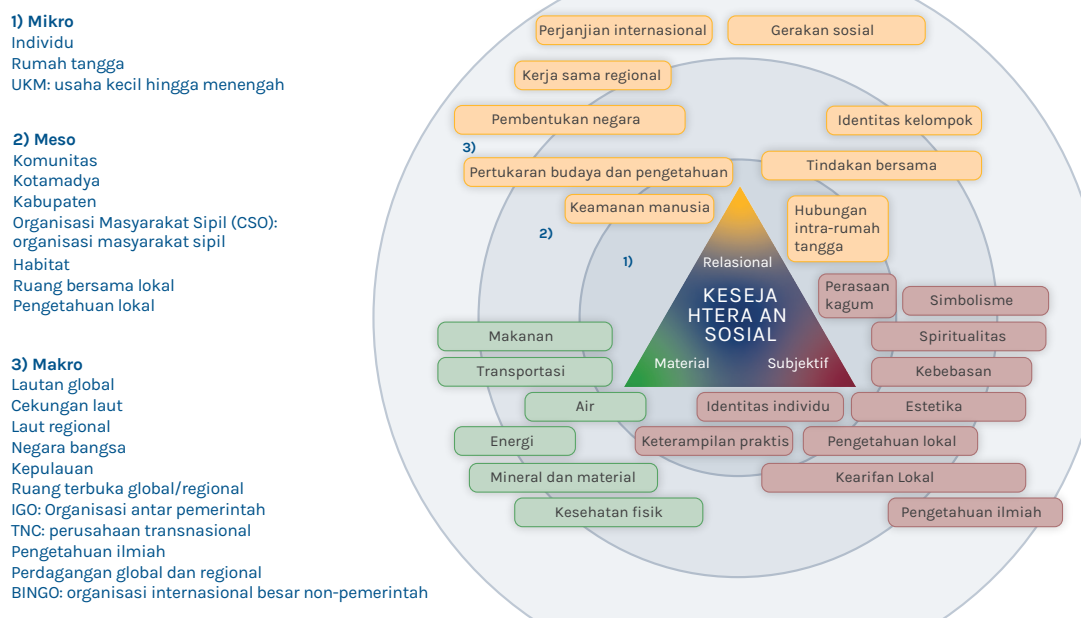 1) Mikro
Individu
Rumah tangga
UKM: usaha kecil hingga menengah
2) Meso
Komunitas
Kotamadya
Kabupaten
Organisasi Masyarakat Sipil (CSO):
organisasi masyarakat sipil
Habitat
Ruang bersama lokal
Pengetahuan lokal
3) Makro
Lautan global
Cekungan laut
Laut regional
Negara bangsa
Kepulauan
Ruang terbuka global/regional
IGO: Organisasi antar pemerintah
TNC: perusahaan transnasional
Pengetahuan ilmiah
Perdagangan global dan regional
BINGO: organisasi internasional besar non-pemerintah
Perjanjian internasional
Gerakan sosial
Kerja sama regional
Pembentukan negara
Identitas kelompok
3)
Tindakan bersama
Pertukaran budaya dan pengetahuan
Keamanan manusia
Hubungan
intra-rumah
tangga
2)
1)
Relasional
KESEJA
HTERA AN
SOSIAL
Material
Subjektif
Perasaan
kagum
Simbolisme
Spiritualitas
Kebebasan
Makanan
Transportasi
Air
Identitas individu
Estetika
Energi
Keterampilan praktis
Pengetahuan lokal
Mineral dan material
Kearifan Lokal
Kesehatan fisik
Pengetahuan ilmiah